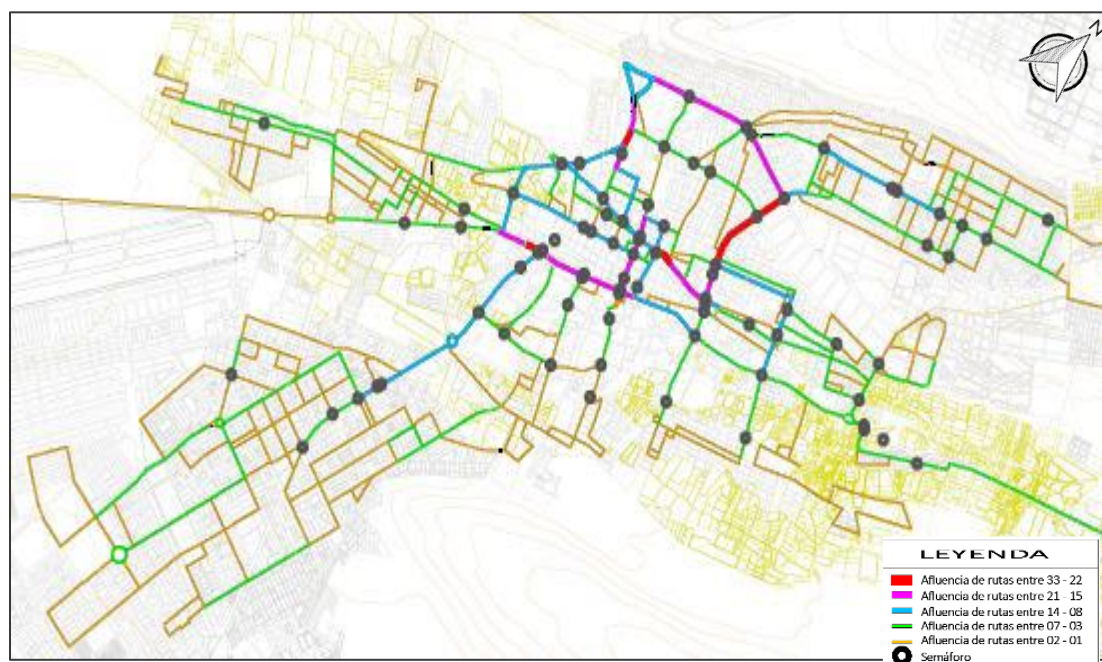 N
LEYENDA
Afluencia de rutas entre 33 - 22
Afluencia de rutas entre 21 - 15
Afluencia de rutas entre 14 - 08
Afluencia de rutas entre 07 - 03
Afluencia de rutas entre 02 - 01
Semáforo